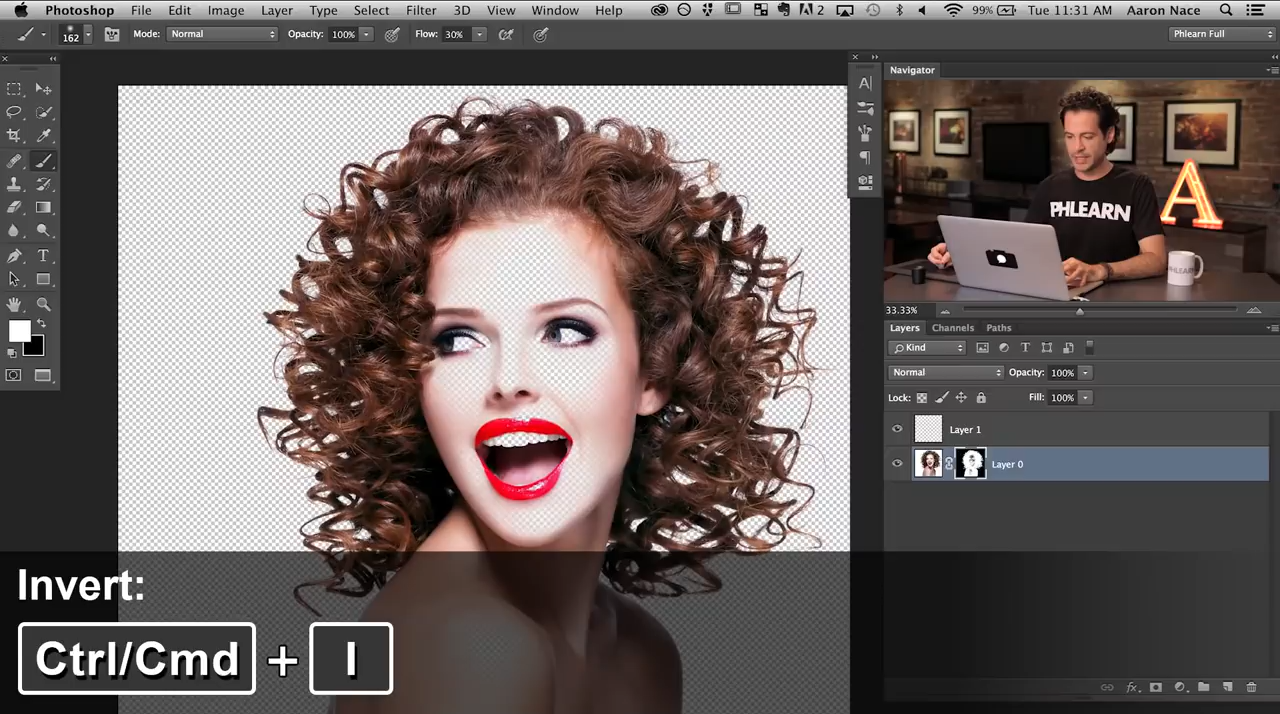 Photoshop File Edit Image Layer Type Select Filter 3D View Window Help 2 99% Tue 11:31 AM Aaron Nace
162 Mode: Normal Opacity: 100% Flow: 30% Phlearn Full
Navigator
PHLEARN
A
PHLEARN
33.33%
Layers Channels Paths
Kind
Normal Opacity: 100%
Lock: Fill: 100%
Layer 1
Layer 0
Invert:
Ctrl/Cmd + I